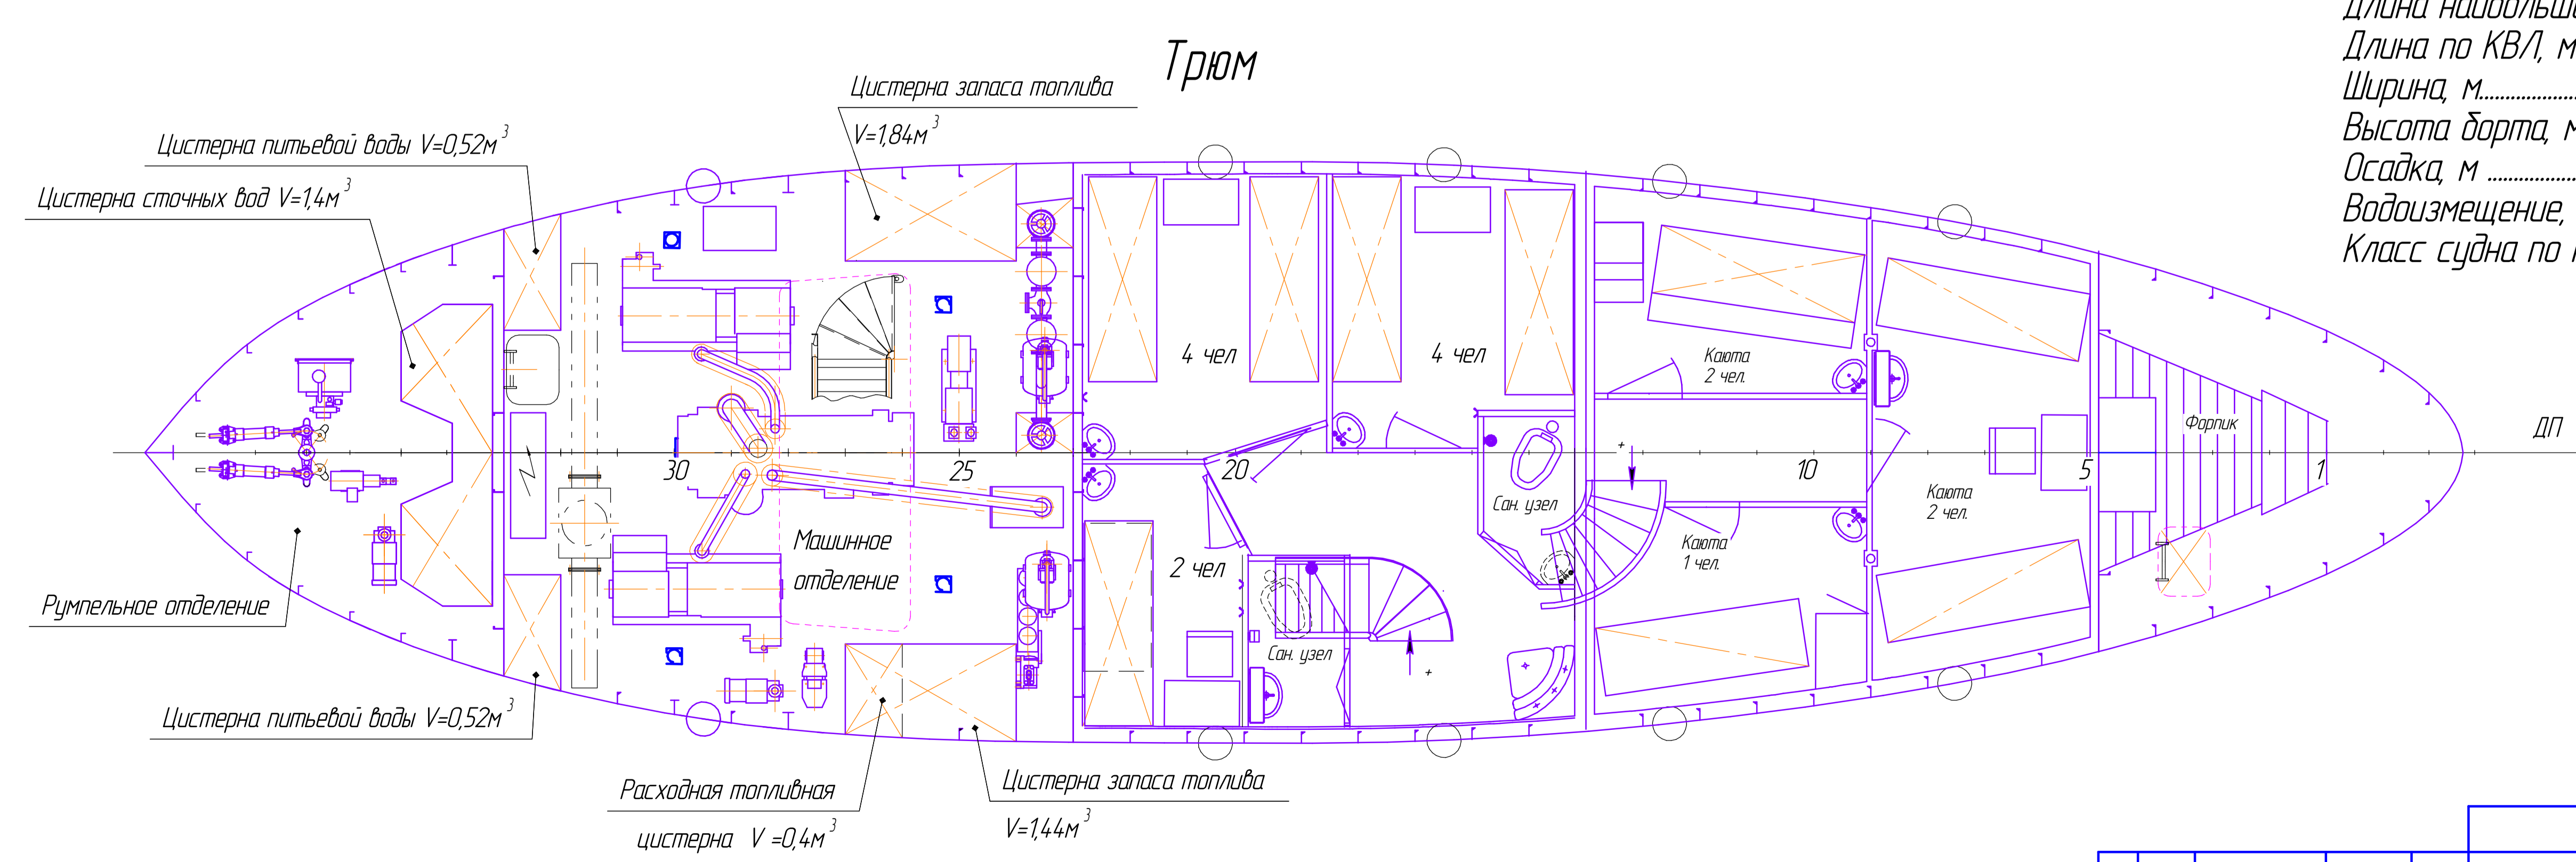 Трюм
Цистерна запаса топлива
V=1,84м³
Цистерна питьевой воды V=0,52м³
Цистерна сточных вод V=1,4м³
Румпельное отделение
Цистерна питьевой воды V=0,52м³
Расходная топливная
цистерна V =0,4м³
Цистерна запаса топлива
V=1,44м³
Машинное
отделение
30
25
20
10
5
1
4 чел
4 чел
2 чел
Сан. узел
Сан. узел
Каюта
2 чел.
Каюта
1 чел.
Каюта
2 чел.
Форпик
ДП
+
+
Длина
Длина по КВЛ, м
Ширина, м....................
Высота борта, м
Осадка, м ................
Водоизмещение,
Класс судна по